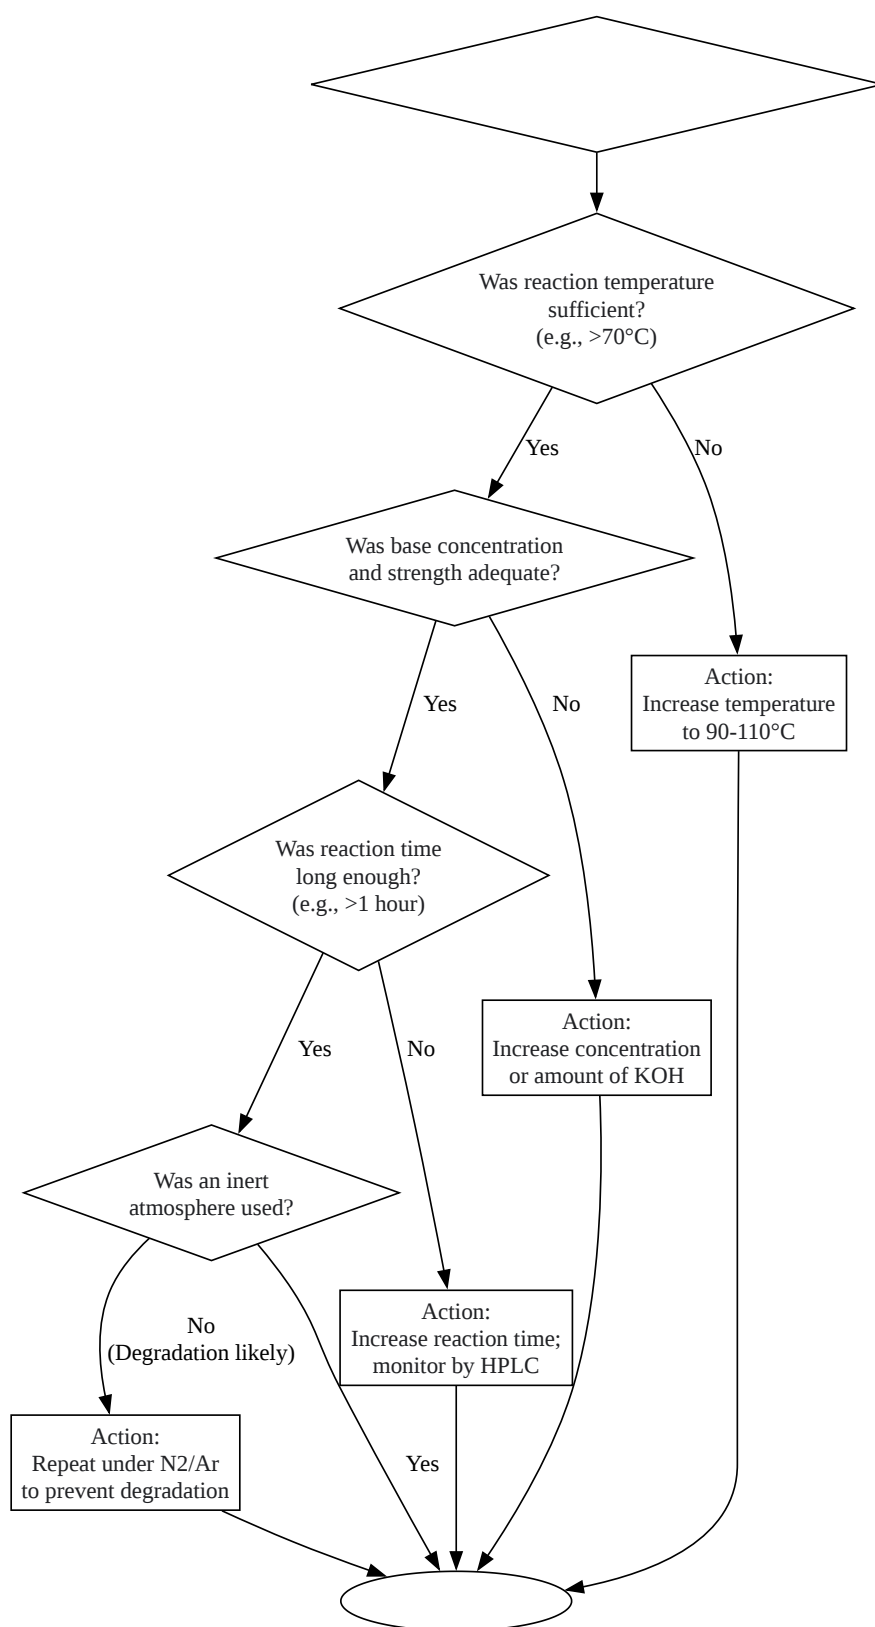 Was reaction temperature
sufficient?
(e.g., >70°C)
Yes
No
Was base concentration
and strength adequate?
Action:
Increase temperature
to 90-110°C
Yes
No
Was reaction time
long enough?
(e.g., >1 hour)
Action:
Increase concentration
or amount of KOH
Yes
No
Was an inert
atmosphere used?
Action:
Increase reaction time;
monitor by HPLC
No
(Degradation likely)
Yes
Action:
Repeat under N2/Ar
to prevent degradation